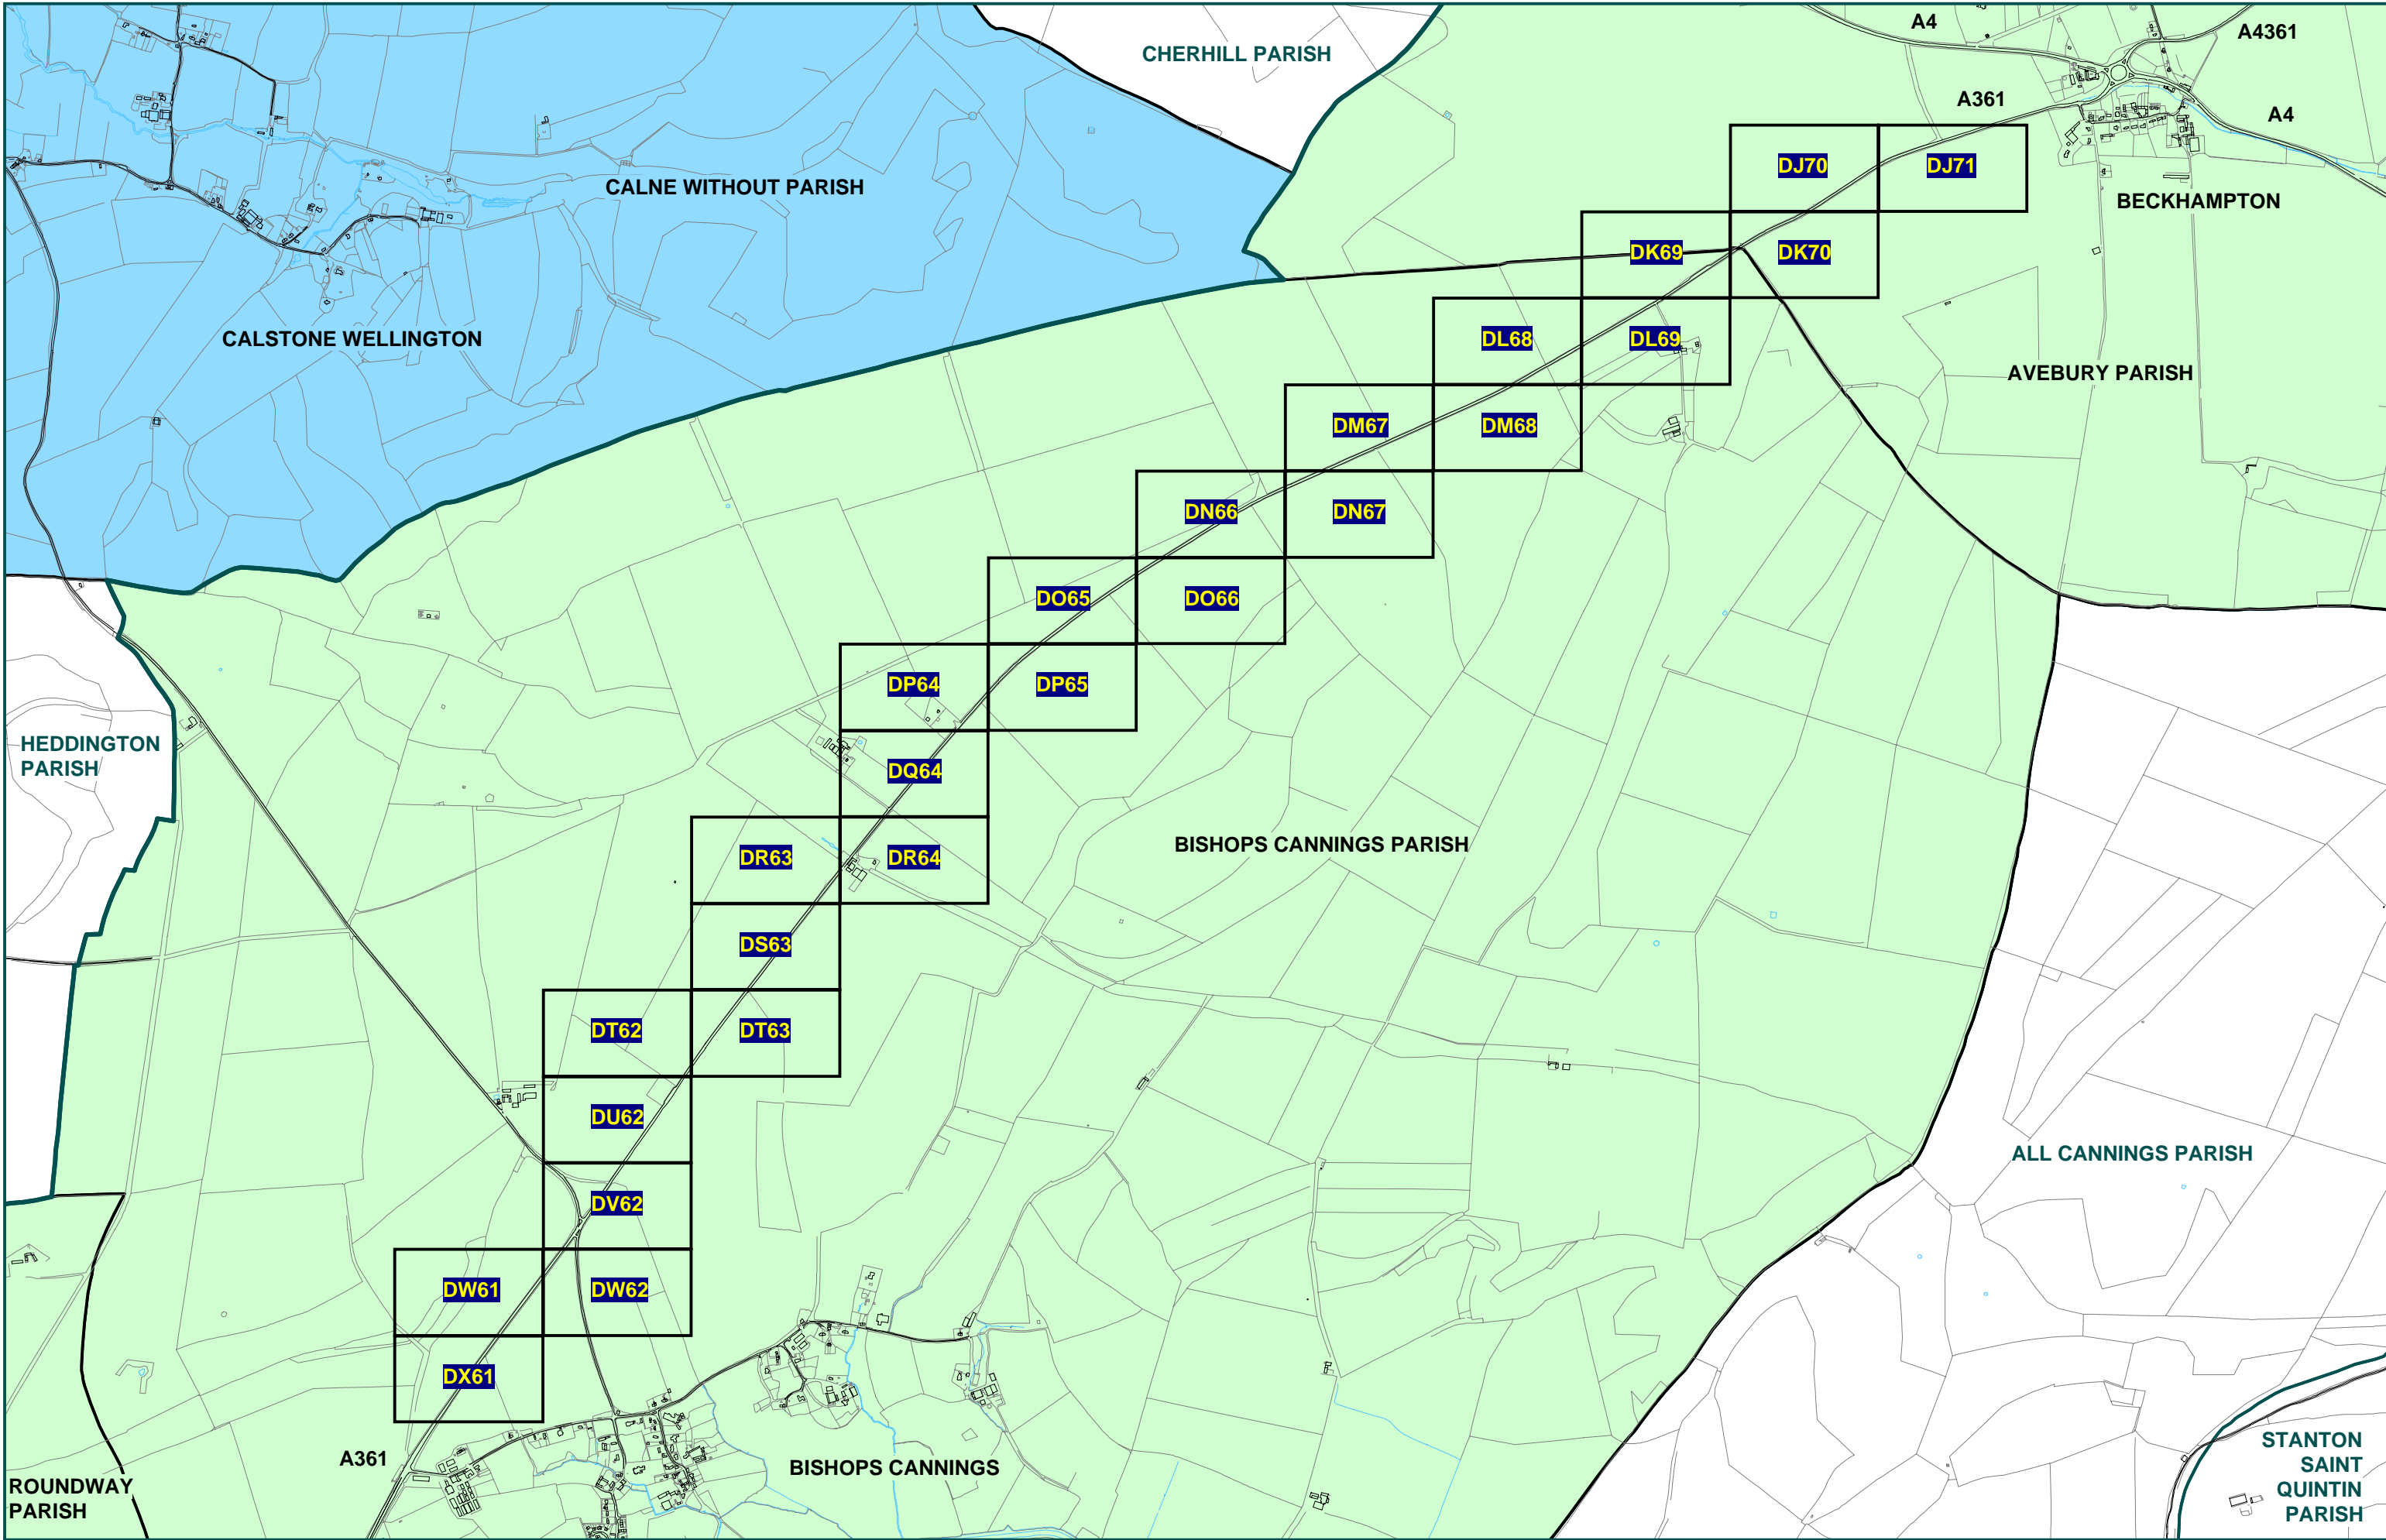 A4
A4361
CHERHILL PARISH
A361
A4
DJ70
DJ71
CALNE WITHOUT PARISH
BECKHAMPTON
DK69
DK70
CALSTONE WELLINGTON
DL68
DL69
AVEBURY PARISH
DM67
DM68
DN66
DN67
DO65
DO66
DP64
DP65
HEDDINGTON
PARISH
DQ64
BISHOPS CANNINGS PARISH
DR63
DR64
DS63
DT62
DT63
DU62
ALL CANNINGS PARISH
DV62
DW61
DW62
DX61
A361
BISHOPS CANNINGS
ROUNDWAY
PARISH
STANTON
SAINT
QUINTIN
PARISH